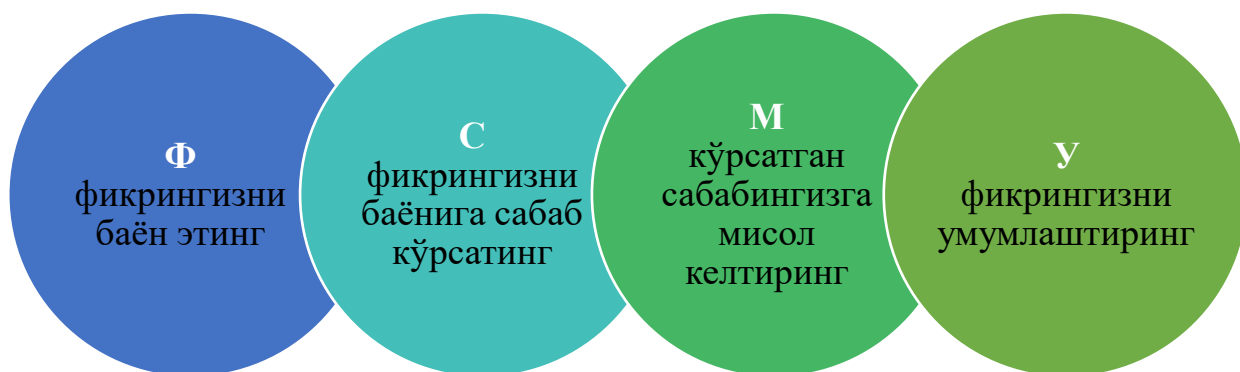 Ф
фикрингизни
баён этинг
С
фикрингизни
баёнига сабаб
кўрсатинг
М
кўрсатган
сабабингизга
мисол
келтиринг
У
фикрингизни
умумлаштиринг